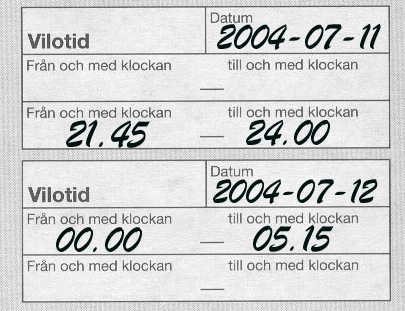 Vilotid Datum 2004-07-11
Från och med klockan till och med klockan
—
Från och med klockan till och med klockan
21.45 — 24.00
Vilotid Datum 2004-07-12
Från och med klockan till och med klockan
00.00 — 05.15
Från och med klockan till och med klockan
—